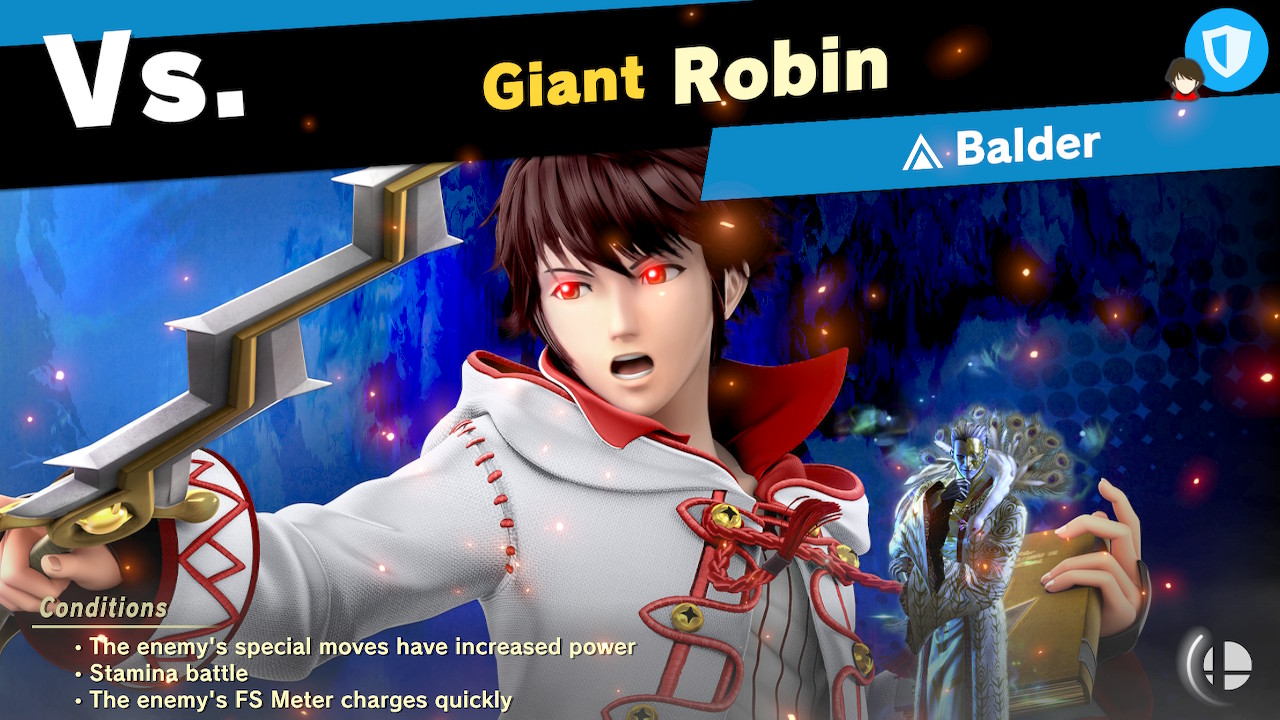 Vs.
Giant Robin
Balder
Conditions
• The enemy's special moves have increased power
• Stamina battle
• The enemy's FS Meter charges quickly